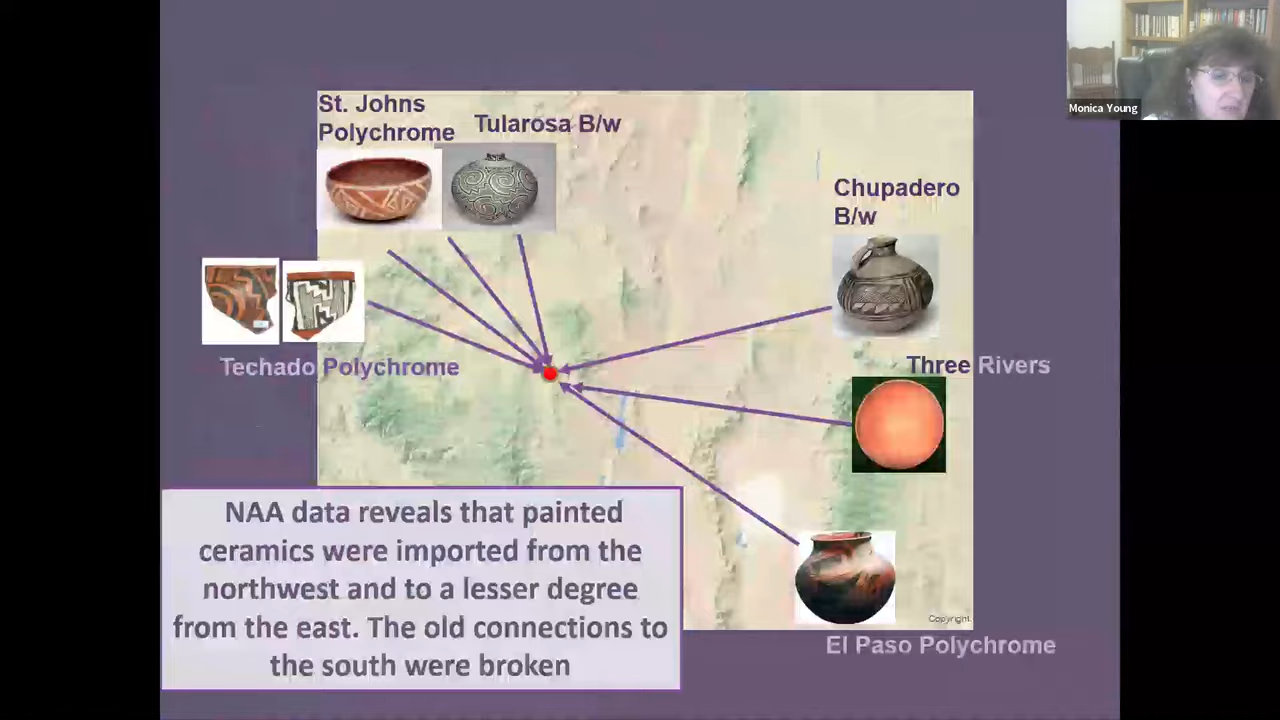 Monica Young
St. Johns
Polychrome
Tularosa B/w
Chupadero
B/w
Techado Polychrome
Three Rivers
NAA data reveals that painted
ceramics were imported from the
northwest and to a lesser degree
from the east. The old connections to
the south were broken
Copyright
El Paso Polychrome